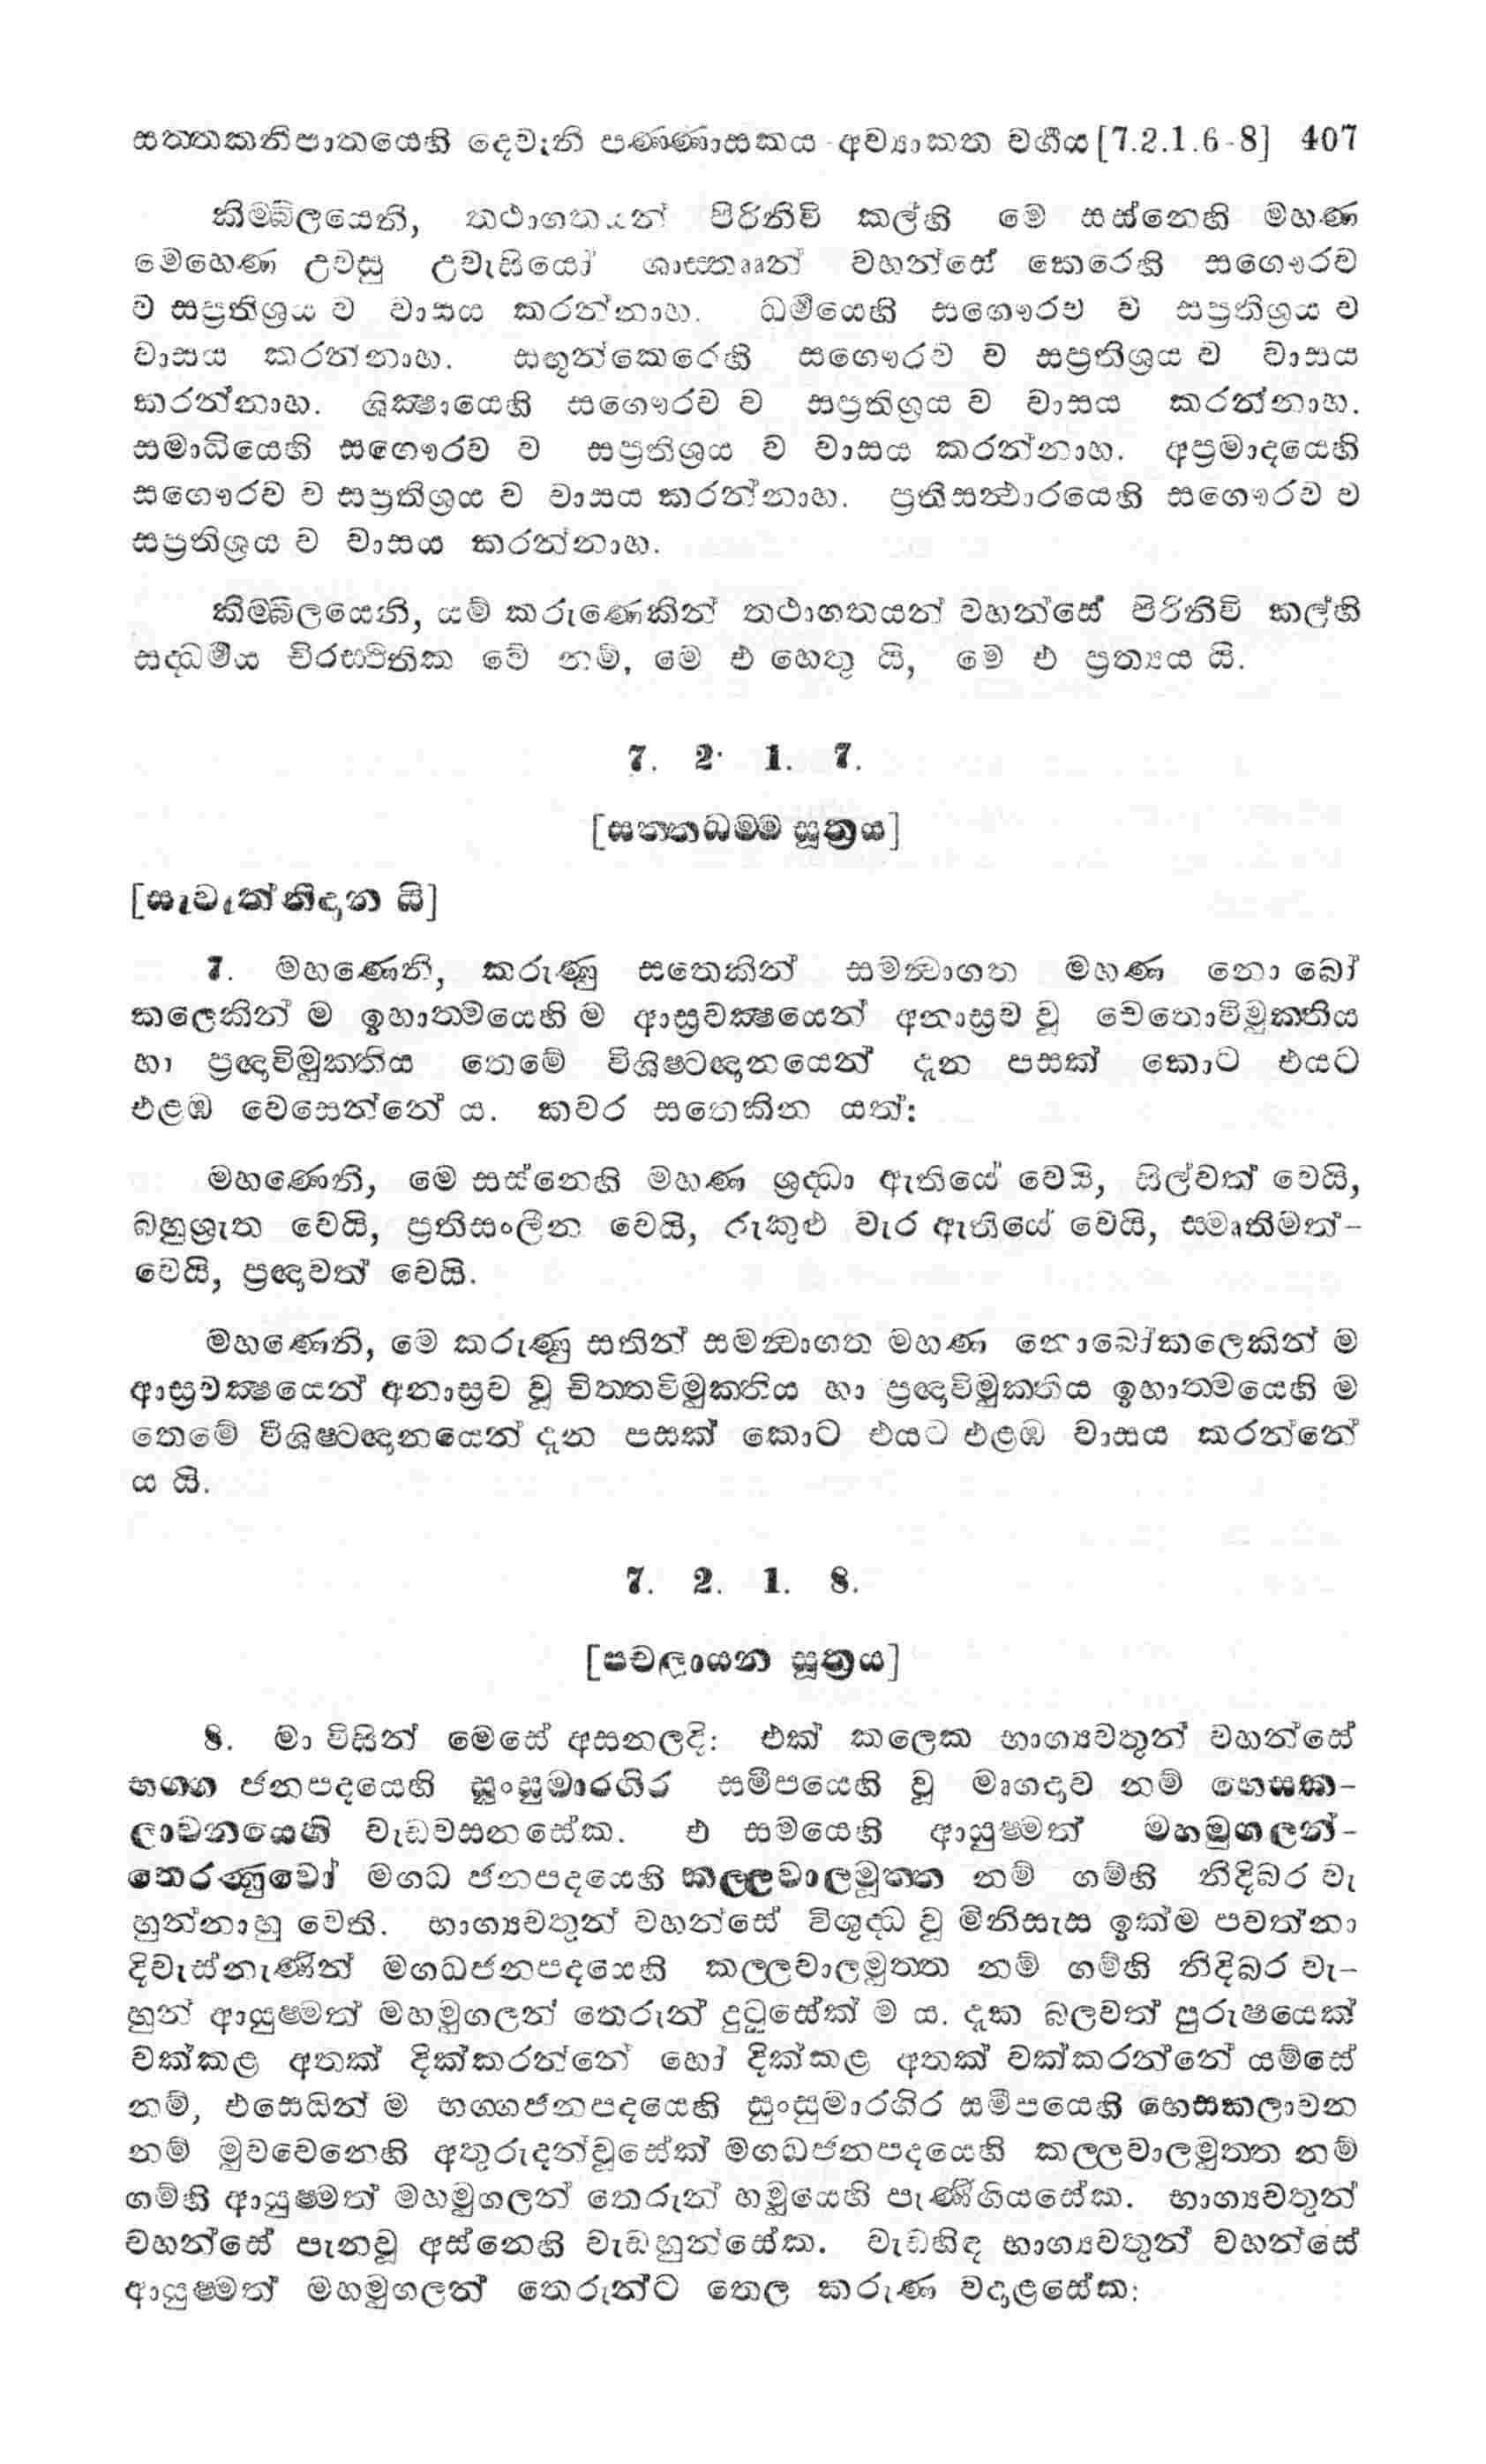 සත්තකනිපාතයෙහි දෙවැනි පණ්ණාසකය - අව්‍යාකත වර්ගය [7.2.1.6-8] 407
කිම්බිලයෙනි, තථාගතයන් පිරිනිවි කල්හි මෙ සස්නෙහි මහණ
මෙහෙණ උවසු උවැසියෝ ශාස්තෲන් වහන්සේ කෙරෙහි සගෞරව
ව සප්‍රතිශ්‍රය ව වාසය කරන්නාහ. ධර්මයෙහි සගෞරව ව සප්‍රතිශ්‍රය ව
වාසය කරන්නාහ. සඟුන්කෙරෙහි සගෞරව ව සප්‍රතිශ්‍රය ව වාසය
කරන්නාහ. ශික්‍ෂායෙහි සගෞරව ව සප්‍රතිශ්‍රය ව වාසය කරන්නාහ.
සමාධියෙහි සගෞරව ව සප්‍රතිශ්‍රය ව වාසය කරන්නාහ. අප්‍රමාදයෙහි
සගෞරව ව සප්‍රතිශ්‍රය ව වාසය කරන්නාහ. ප්‍රතිසන්ථාරයෙහි සගෞරව ව
සප්‍රතිශ්‍රය ව වාසය කරන්නාහ.
කිම්බිලයෙනි, යම් කරුණෙකින් තථාගතයන් වහන්සේ පිරිනිවි කල්හි
සද්ධර්මය චිරස්ථිතික වේ නම්, මෙ එ හෙතු යි, මෙ එ ප්‍රත්‍යය යි.
7. 2. 1. 7.
[සත්තධම්ම සූත්‍රය]
[සැවැත්නිදාන යි]
7. මහණෙනි, කරුණු සතෙකින් සමන්‍වාගත මහණ නො බෝ
කලෙකින් ම ඉහාත්මයෙහි ම ආස්‍රවක්‍ෂයෙන් අනාස්‍රව වූ චෙතොවිමුක්තිය
හා ප්‍රඥාවිමුක්තිය තෙමේ විශිෂ්ටඥානයෙන් දැන පසක් කොට එයට
එළඹ වෙසෙන්නේ ය. කවර සතෙකින යත්:
මහණෙනි, මෙ සස්නෙහි මහණ ශ්‍රද්ධා ඇතියේ වෙයි, සිල්වත් වෙයි,
බහුශ්‍රැත වෙයි, ප්‍රතිසංලීන වෙයි, රුකුළු වැර ඇතියේ වෙයි, ස්මෘතිමත්-
වෙයි, ප්‍රඥාවත් වෙයි.
මහණෙනි, මෙ කරුණු සතින් සමන්‍වාගත මහණ නොබෝකලෙකින් ම
ආස්‍රවක්‍ෂයෙන් අනාස්‍රව වූ චිත්තවිමුක්තිය හා ප්‍රඥාවිමුක්තිය ඉහාත්මයෙහි ම
තෙමේ විශිෂ්ටඥානයෙන් දැන පසක් කොට එයට එළඹ වාසය කරන්නේ
ය යි.
7. 2. 1. 8.
[පචලායන සූත්‍රය]
8. මා විසින් මෙසේ අසනලදි: එක් කලෙක භාග්‍යවතුන් වහන්සේ
භග්ග ජනපදයෙහි සුංසුමාරගිර සමීපයෙහි වූ මෘගදාව නම් භෙසක-
ලාවනයෙහි වැඩවසනසේක. එ සමයෙහි ආයුෂ්මත් මහමුගලන්-
තෙරණුවෝ මගධ ජනපදයෙහි කල්ලවාලමුත්ත නම් ගම්හි නිදිබර වැ
හුන්නාහු වෙති. භාග්‍යවතුන් වහන්සේ විශුද්ධ වූ මිනිසැස ඉක්ම පවත්නා
දිවැස්නැණින් මගධජනපදයෙහි කල්ලවාලමුත්ත නම් ගම්හි නිදිබර වැ-
හුන් ආයුෂ්මත් මහමුගලන් තෙරුන් දුටුසේක් ම ය. දැක බලවත් පුරුෂයෙක්
වක්කළ අතක් දික්කරන්නේ හෝ දික්කළ අතක් වක්කරන්නේ යම්සේ
නම්, එසෙයින් ම භග්ගජනපදයෙහි සුංසුමාරගිර සමීපයෙහි භෙසකලාවන
නම් මුවවෙනෙහි අතුරුදන්වූසේක් මගධජනපදයෙහි කල්ලවාලමුත්ත නම්
ගම්හි ආයුෂ්මත් මහමුගලන් තෙරුන් හමුයෙහි පැණිගියසේක. භාග්‍යවතුන්
වහන්සේ පැනවූ අස්නෙහි වැඩහුන්සේක. වැඩහිඳ භාග්‍යවතුන් වහන්සේ
ආයුෂ්මත් මහමුගලන් තෙරුන්ට තෙල කරුණ වදාළසේක: